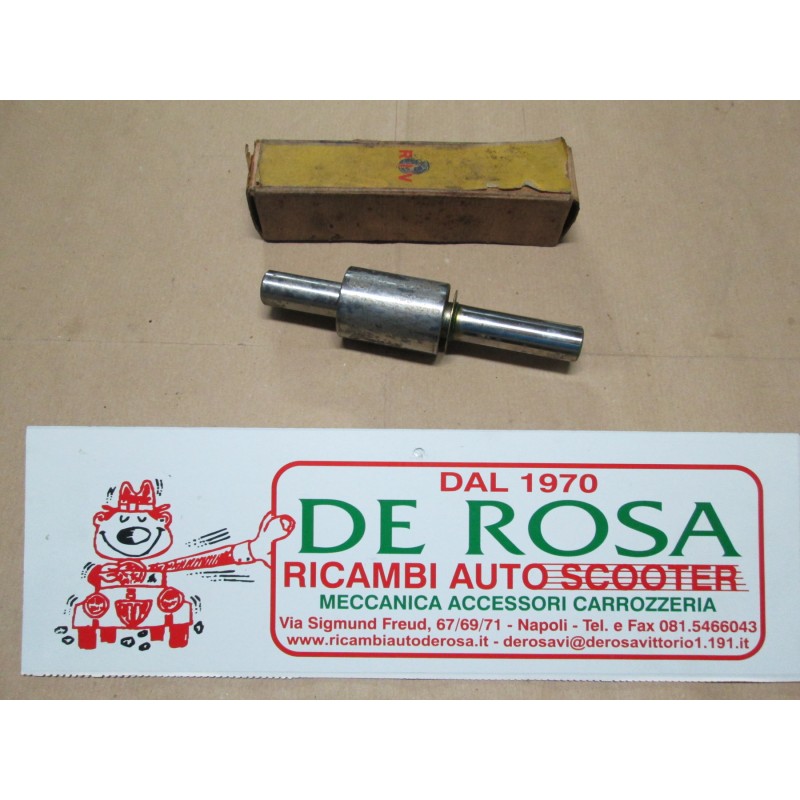 DAL 1970
DE ROSA
RICAMBI AUTO SCOOTER
MECCANICA ACCESSORI CARROZZERIA
Via Sigmund Freud, 67/69/71 - Napoli - Tel. e Fax 081.5466043
www.ricambiautoderosa.it - derosavi@derosavittorio1.191.it